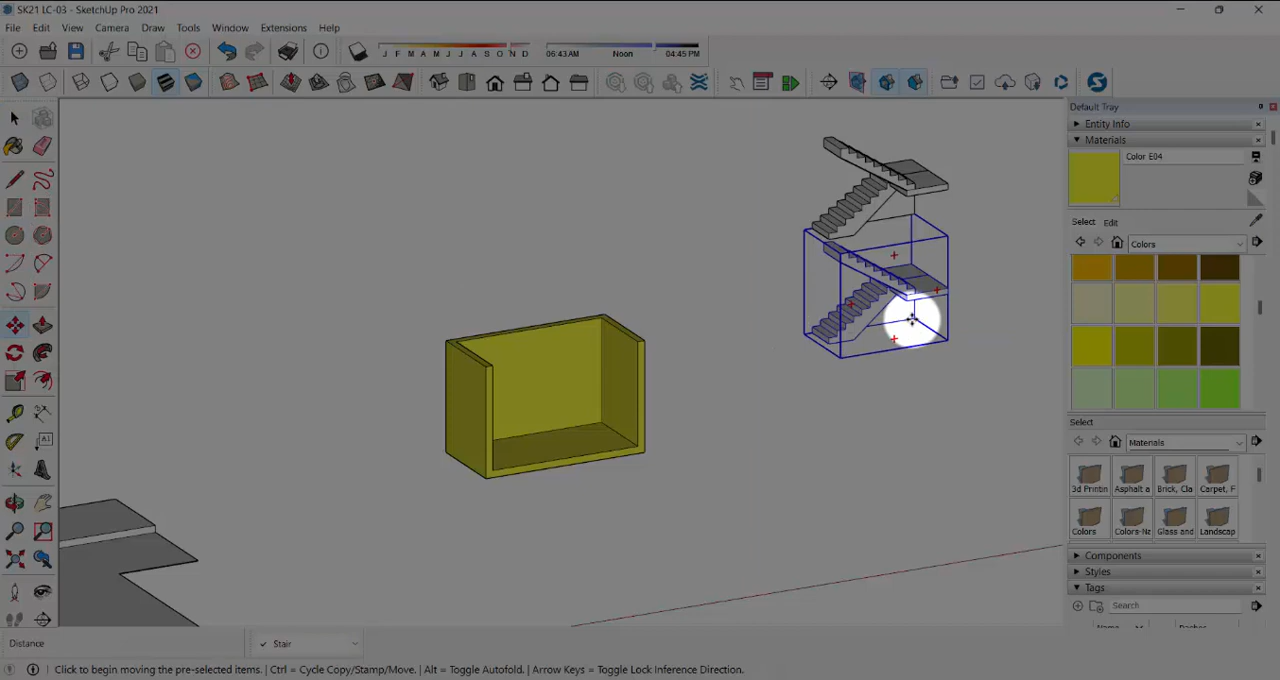 SK21 LC-03 - SketchUp Pro 2021
File Edit View Camera Draw Tools Window Extensions Help
J F M A M J J A S O N D
06:43 AM Noon 04:45 PM
Default Tray
Entity Info
Materials
Color E04
Select Edit
Colors
Select
Materials
3d Printin Asphalt a Brick, Cla Carpet, F
Colors Colors-Na Glass and Landscap
Components
Styles
Tags
Search
Name Dashes
A1
Distance
Stair
Click to begin moving the pre-selected items. | Ctrl = Cycle Copy/Stamp/Move. | Alt = Toggle Autofold. | Arrow Keys = Toggle Lock Inference Direction.